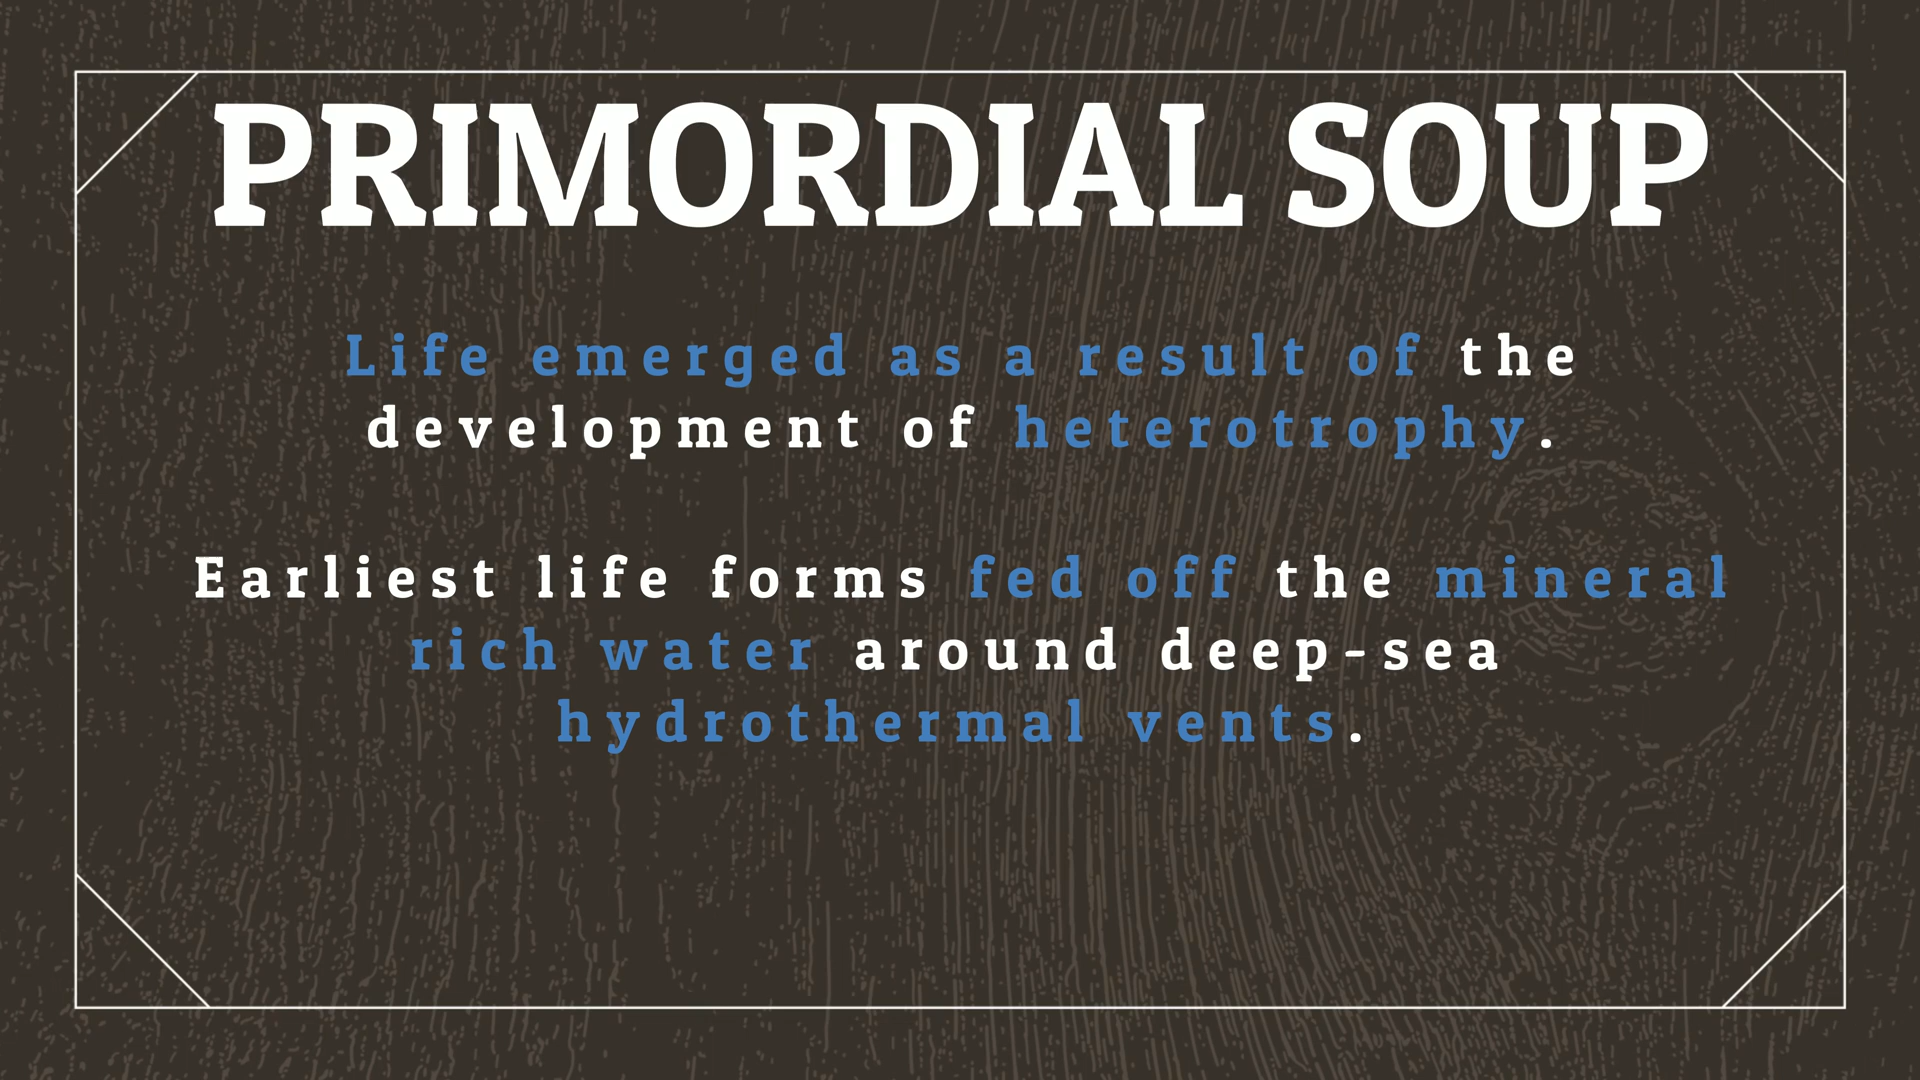 PRIMORDIAL SOUP
Life emerged as a result of the
development of heterotrophy.
Earliest life forms fed off the mineral
rich water around deep-sea
hydrothermal vents.